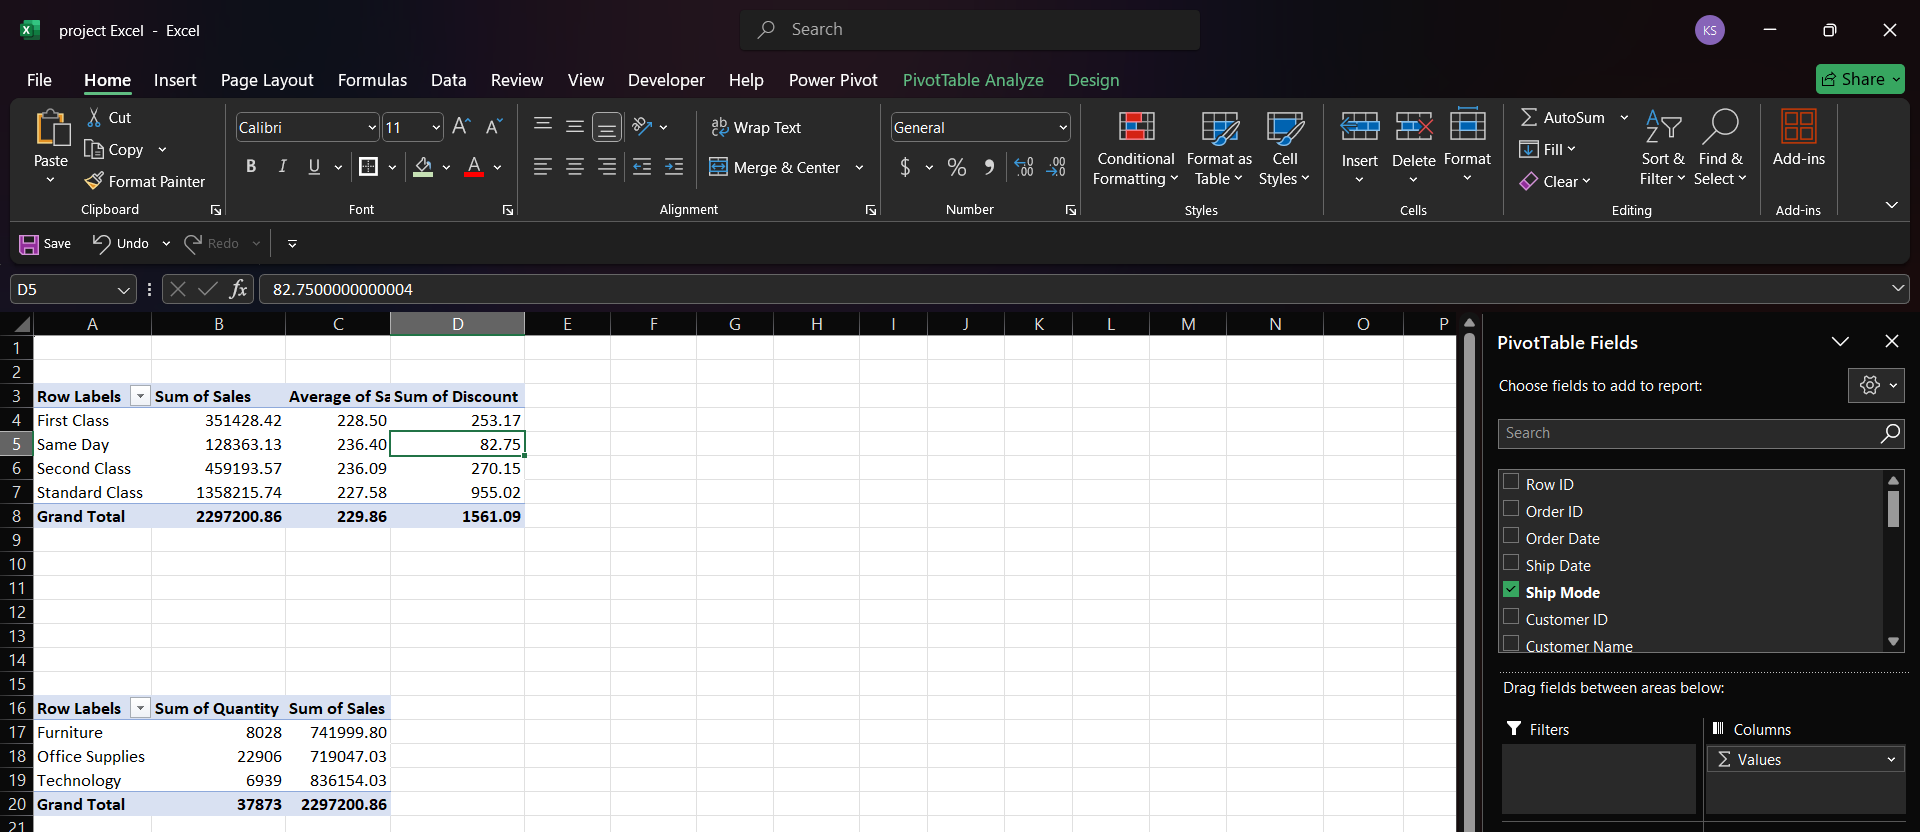 project Excel - Excel
Search
KS
File Home Insert Page Layout Formulas Data Review View Developer Help Power Pivot PivotTable Analyze Design Share
Paste
Cut
Copy
Format Painter
Clipboard
Calibri 11
B I U
Font
Wrap Text
Merge & Center
Alignment
General
$ % ,
Number
Conditional Formatting
Format as Table
Cell Styles
Styles
Insert Delete Format
Cells
AutoSum
Fill
Clear
Sort & Filter
Find & Select
Editing
Add-ins
Add-ins
Save Undo Redo
D5 fx 82.7500000000004
A B C D E F G H I J K L M N O P
1
2
3 Row Labels Sum of Sales Average of Sa Sum of Discount
4 First Class 351428.42 228.50 253.17
5 Same Day 128363.13 236.40 82.75
6 Second Class 459193.57 236.09 270.15
7 Standard Class 1358215.74 227.58 955.02
8 Grand Total 2297200.86 229.86 1561.09
9
10
11
12
13
14
15
16 Row Labels Sum of Quantity Sum of Sales
17 Furniture 8028 741999.80
18 Office Supplies 22906 719047.03
19 Technology 6939 836154.03
20 Grand Total 37873 2297200.86
21
PivotTable Fields
Choose fields to add to report:
Search
Row ID
Order ID
Order Date
Ship Date
Ship Mode
Customer ID
Customer Name
Drag fields between areas below:
Filters
Columns
Σ Values